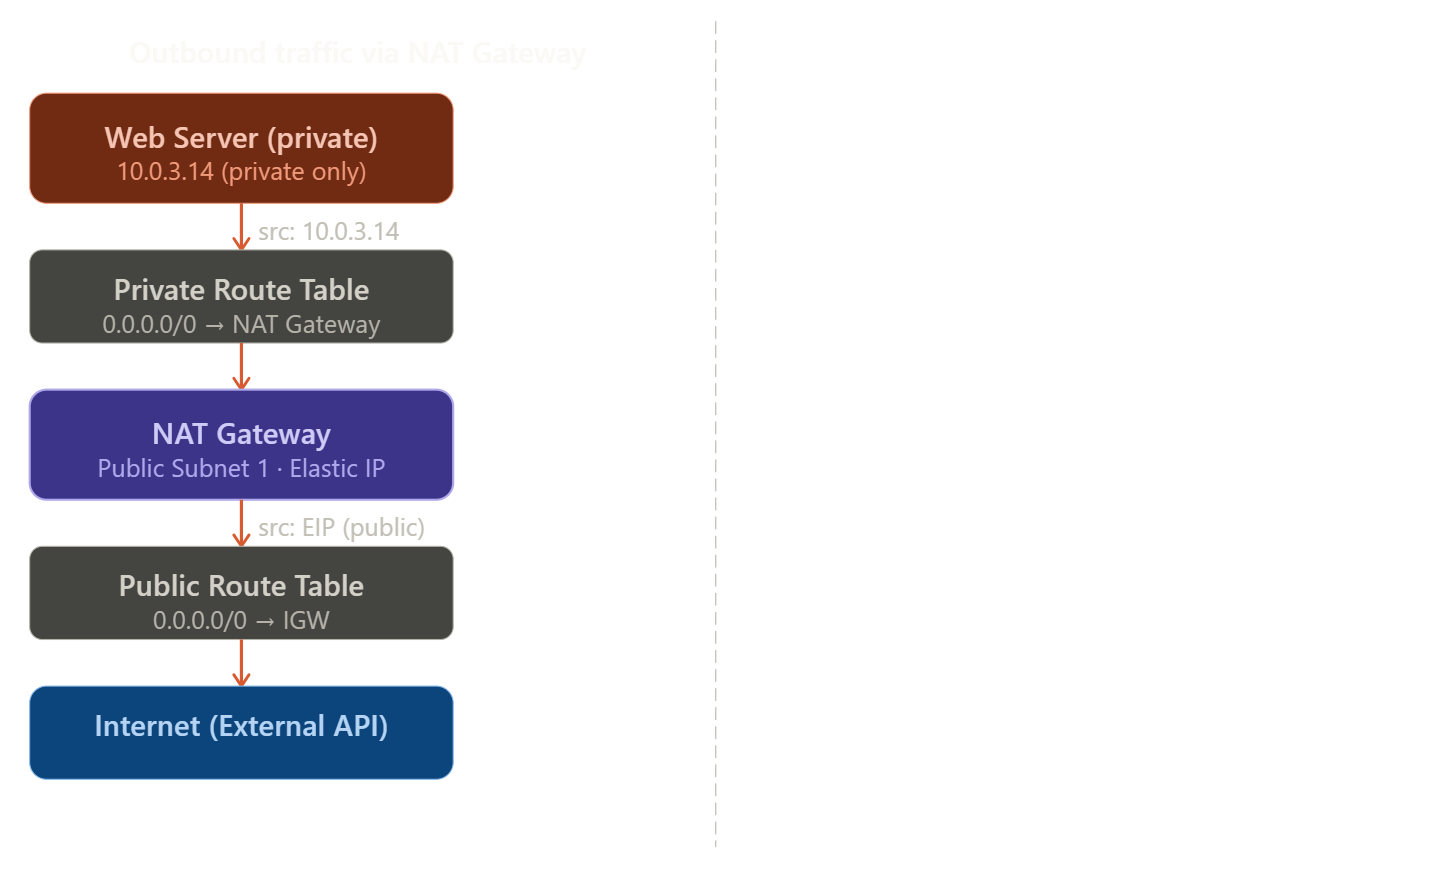 Outbound traffic via NAT Gateway
Web Server (private)
10.0.3.14 (private only)
src: 10.0.3.14
Private Route Table
0.0.0.0/0 → NAT Gateway
NAT Gateway
Public Subnet 1 · Elastic IP
src: EIP (public)
Public Route Table
0.0.0.0/0 → IGW
Internet (External API)